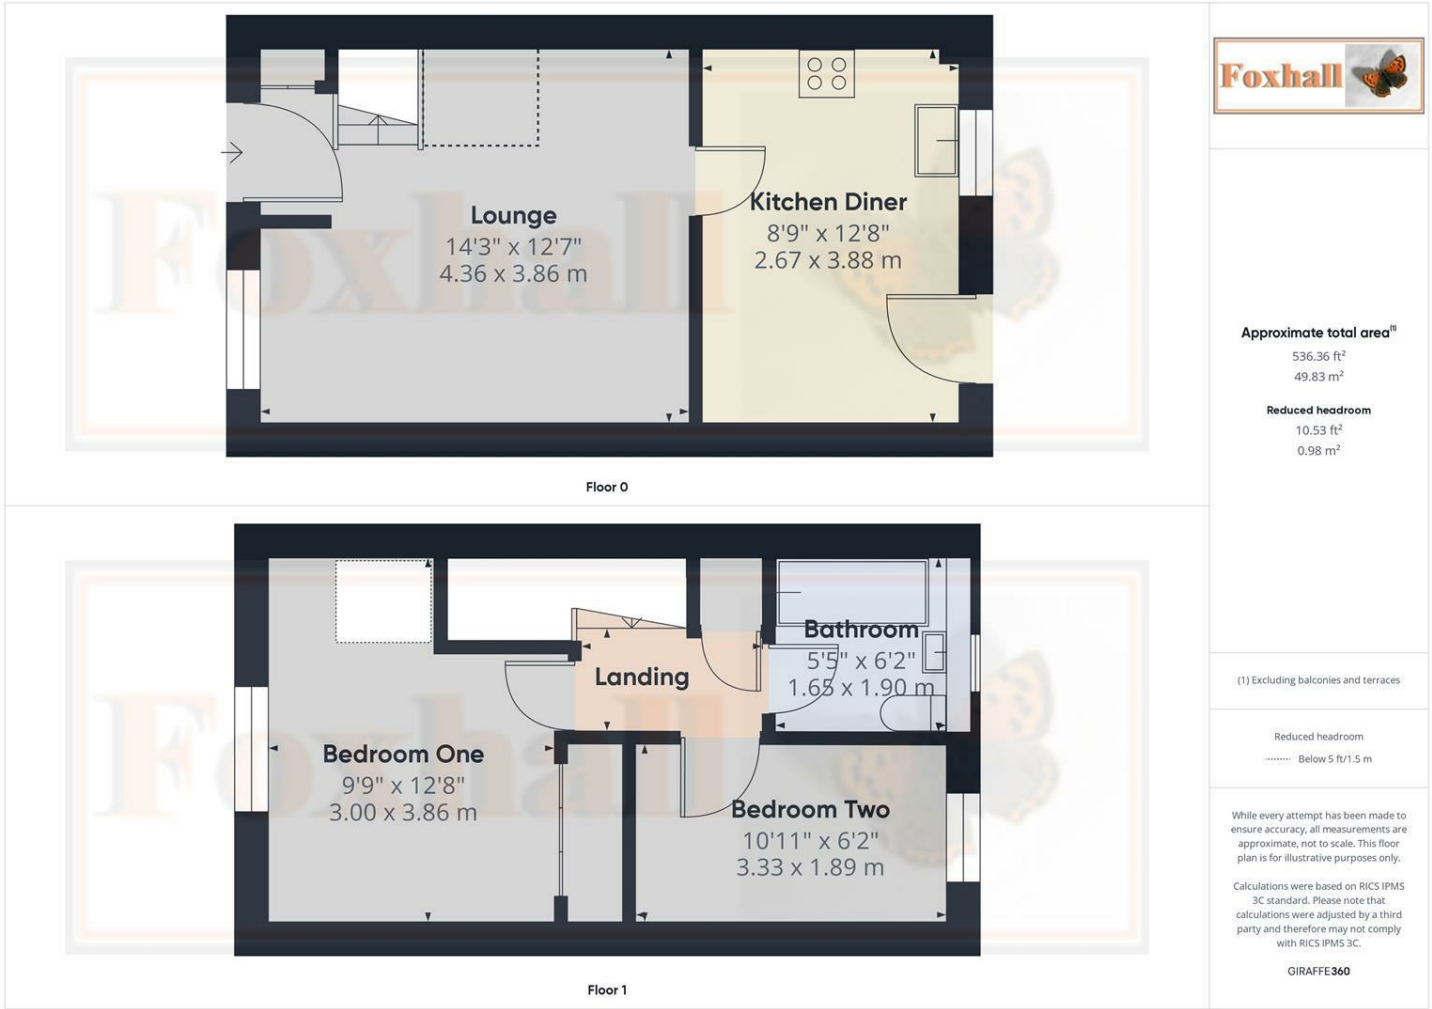 Lounge
14'3" x 12'7"
4.36 x 3.86 m
Kitchen Diner
8'9" x 12'8"
2.67 x 3.88 m
Foxhall
Floor 0
Foxhall
Approximate total area(1)
536.36 ft²
49.83 m²
Reduced headroom
10.53 ft²
0.98 m²
Landing
Bathroom
5'5" x 6'2"
1.65 x 1.90 m
Bedroom One
9'9" x 12'8"
3.00 x 3.86 m
Bedroom Two
10'11" x 6'2"
3.33 x 1.89 m
Foxhall
Floor 1
(1) Excluding balconies and terraces
Reduced headroom
Below 5 ft/1.5 m
While every attempt has been made to
ensure accuracy, all measurements are
approximate, not to scale. This floor
plan is for illustrative purposes only.
Calculations were based on RICS IPMS
3C standard. Please note that
calculations were adjusted by a third
party and therefore may not comply
with RICS IPMS 3C.
GIRAFFE360